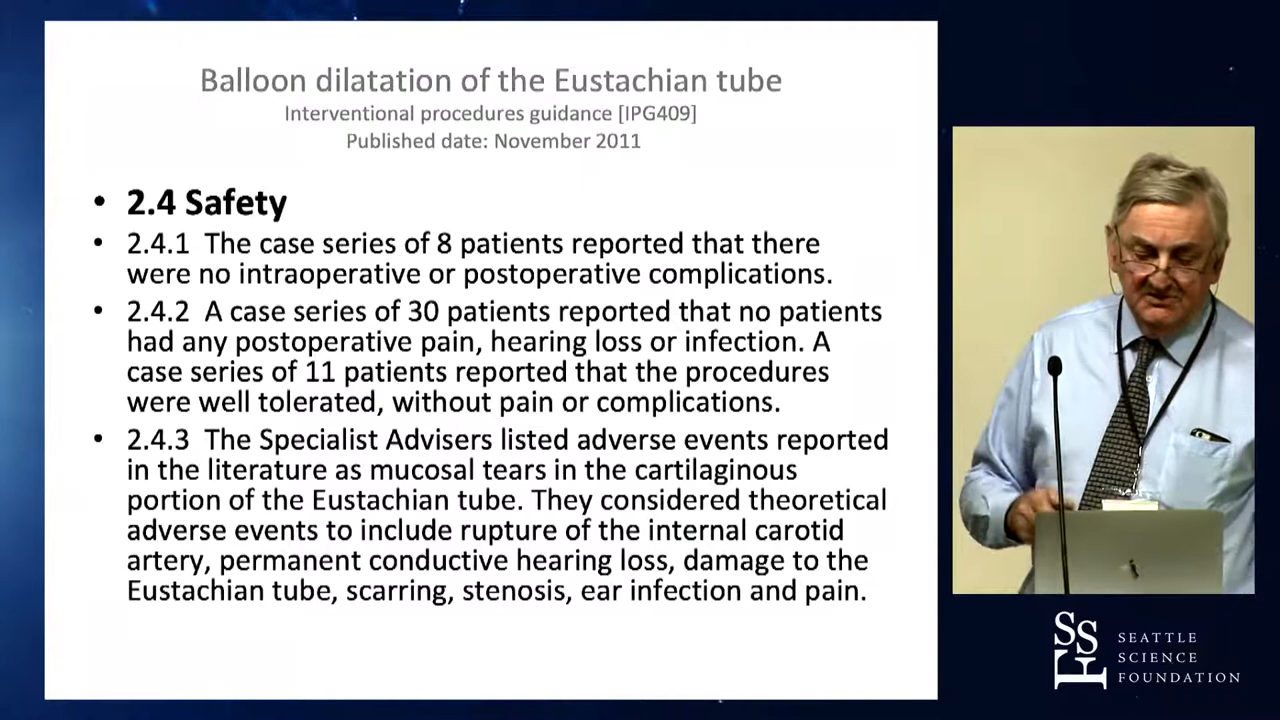 Balloon dilatation of the Eustachian tube
Interventional procedures guidance [IPG409]
Published date: November 2011
• 2.4 Safety
• 2.4.1 The case series of 8 patients reported that there
were no intraoperative or postoperative complications.
• 2.4.2 A case series of 30 patients reported that no patients
had any postoperative pain, hearing loss or infection. A
case series of 11 patients reported that the procedures
were well tolerated, without pain or complications.
• 2.4.3 The Specialist Advisers listed adverse events reported
in the literature as mucosal tears in the cartilaginous
portion of the Eustachian tube. They considered theoretical
adverse events to include rupture of the internal carotid
artery, permanent conductive hearing loss, damage to the
Eustachian tube, scarring, stenosis, ear infection and pain.
SSF
SEATTLE
SCIENCE
FOUNDATION